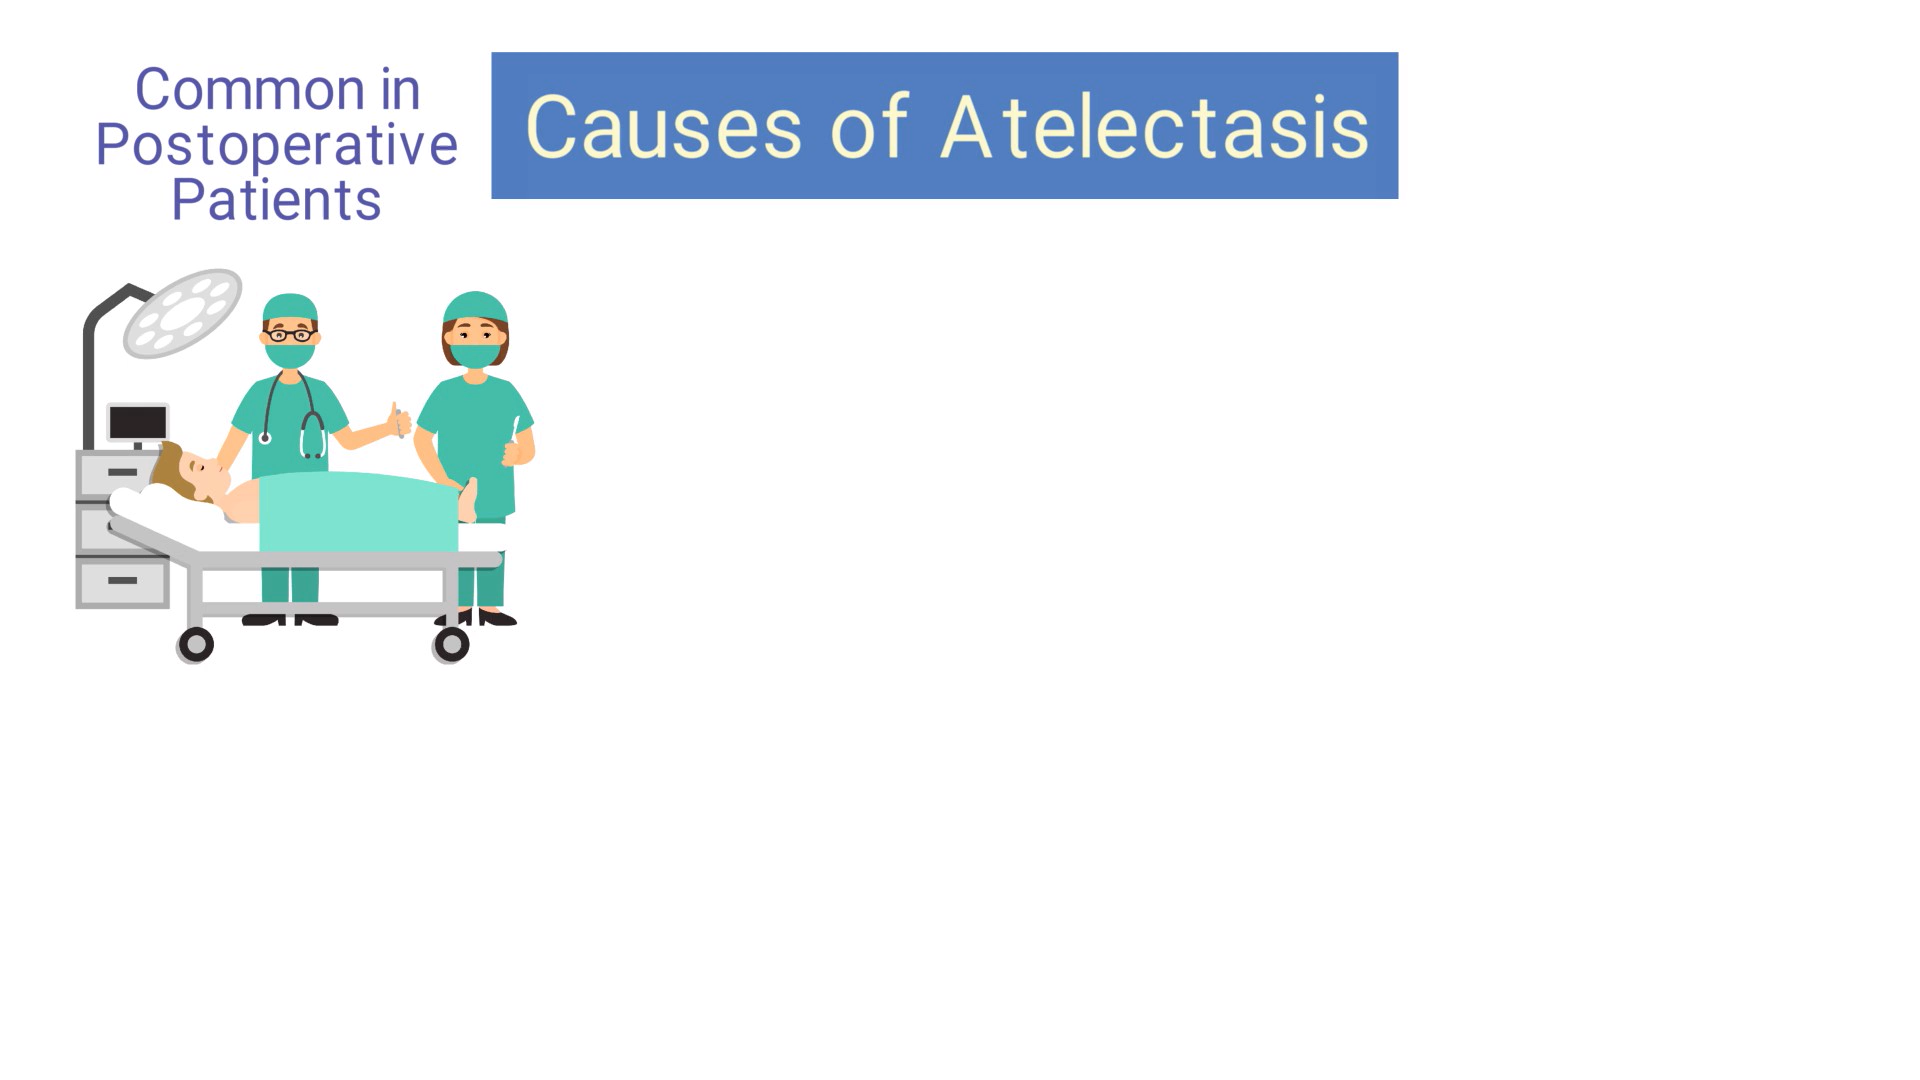 Common in
Postoperative
Patients
Causes of Atelectasis